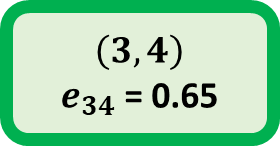 (3,4)
e₃₄ = 0.65